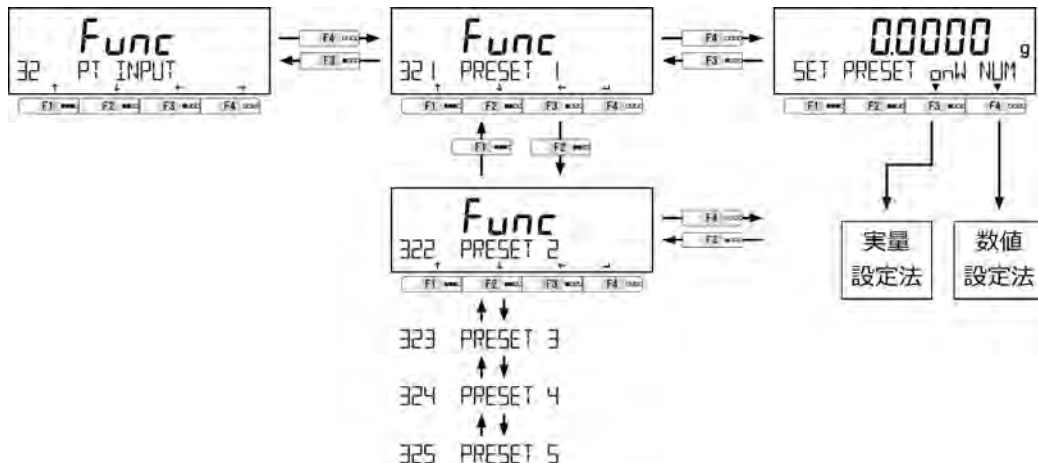 Func
32 PT INPUT
F1 F2 F3 F4
F4
F3
Func
321 PRESET 1
F1 F2 F3 F4
F4
F3
0.0000 g
SET PRESET onW NUM
F1 F2 F3 F4
F1
F2
Func
322 PRESET 2
F1 F2 F3 F4
F4
実量
設定法
数値
設定法
323 PRESET 3
324 PRESET 4
325 PRESET 5